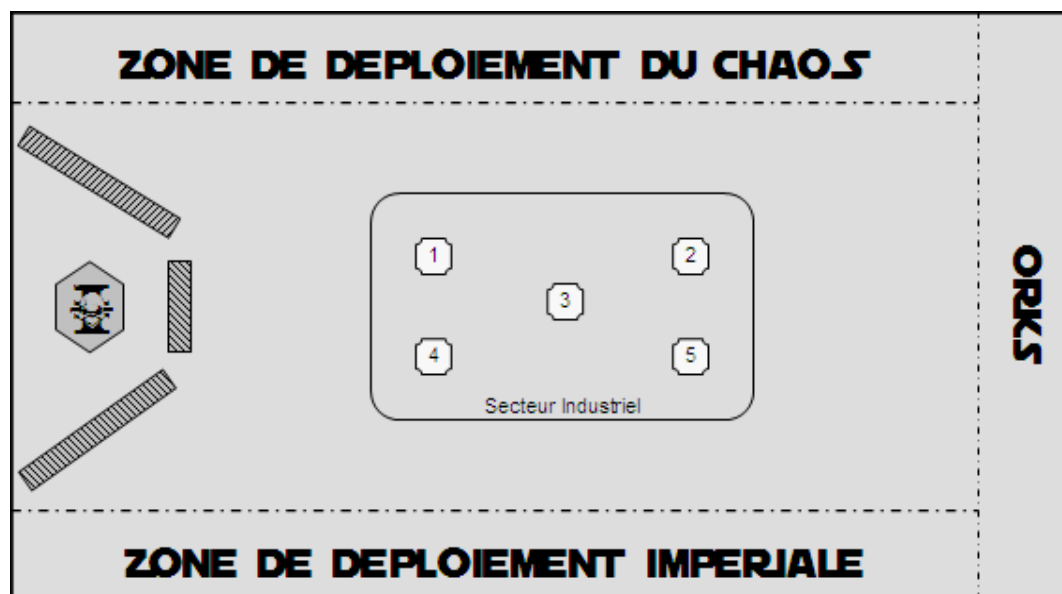 ZONE DE DEPLOIEMENT DU CHAOS
1
2
3
4
5
Secteur Industriel
ORKS
ZONE DE DEPLOIEMENT IMPERIALE